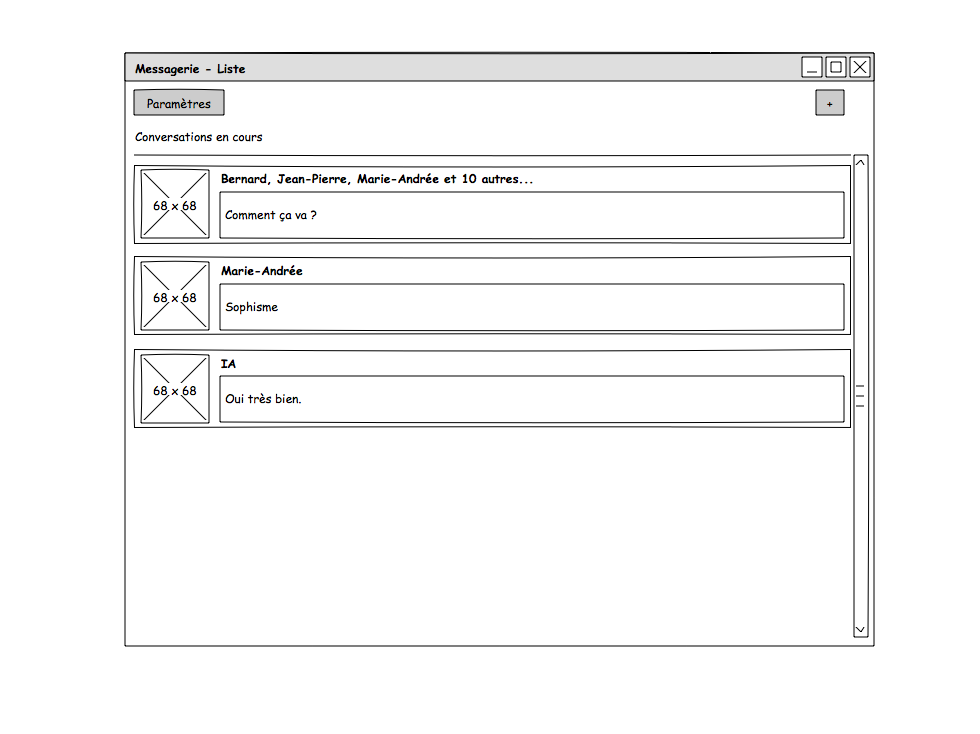 Messagerie - Liste
Paramètres
+
Conversations en cours
68 x 68
Bernard, Jean-Pierre, Marie-Andrée et 10 autres...
Comment ça va ?
68 x 68
Marie-Andrée
Sophisme
68 x 68
IA
Oui très bien.